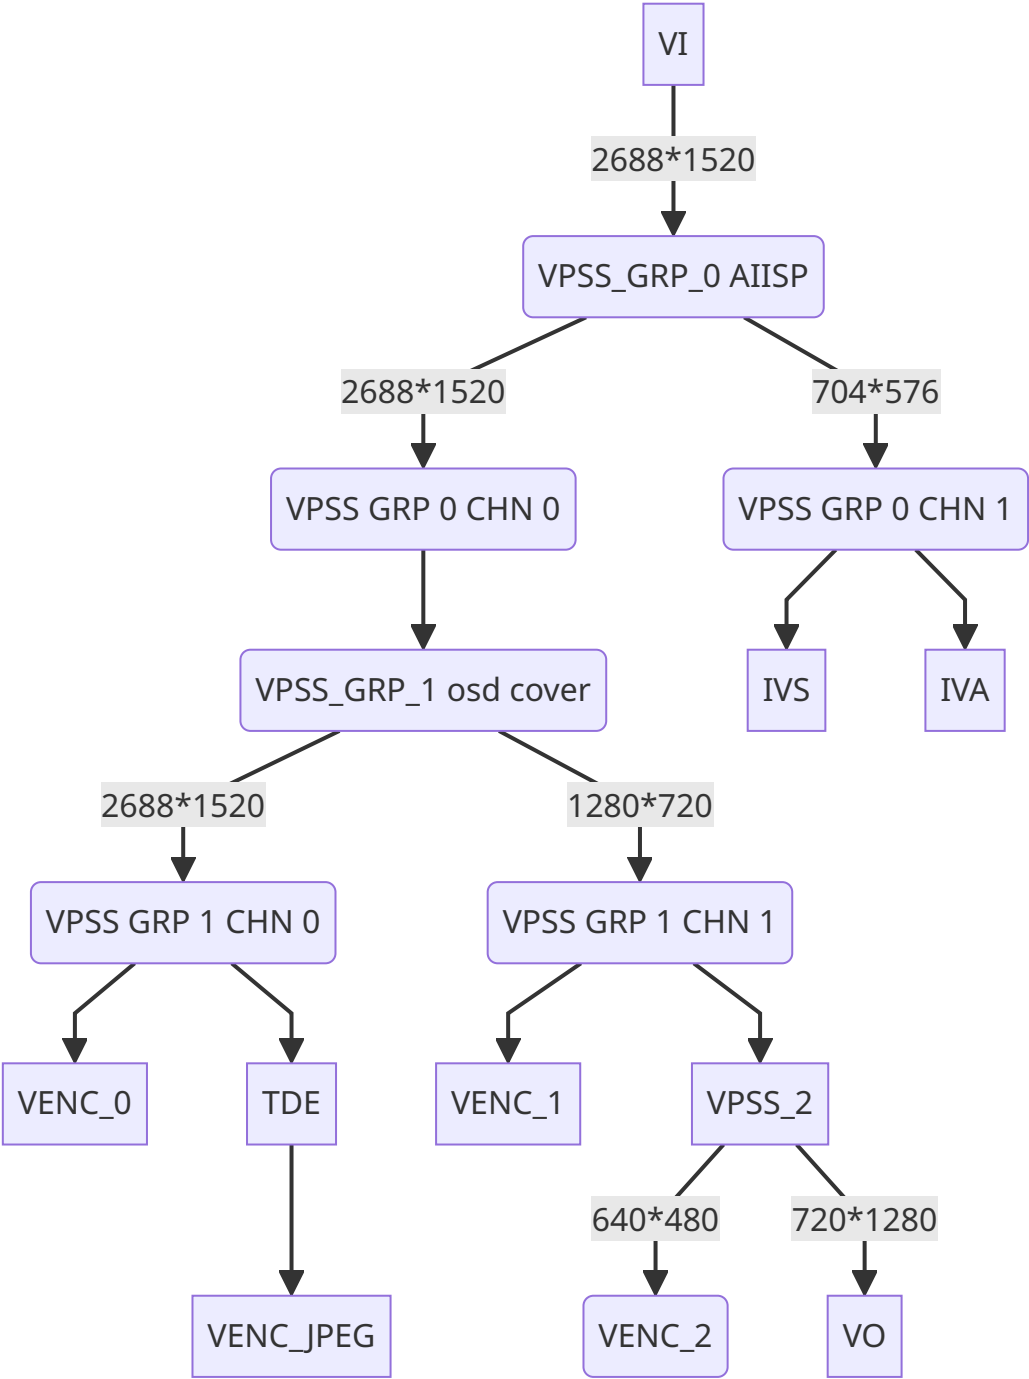 VI
2688*1520
VPSS_GRP_0 AIISP
2688*1520
704*576
VPSS GRP 0 CHN 0
VPSS GRP 0 CHN 1
VPSS_GRP_1 osd cover
IVS
IVA
2688*1520
1280*720
VPSS GRP 1 CHN 0
VPSS GRP 1 CHN 1
VENC_0
TDE
VENC_1
VPSS_2
640*480
720*1280
VENC_JPEG
VENC_2
VO